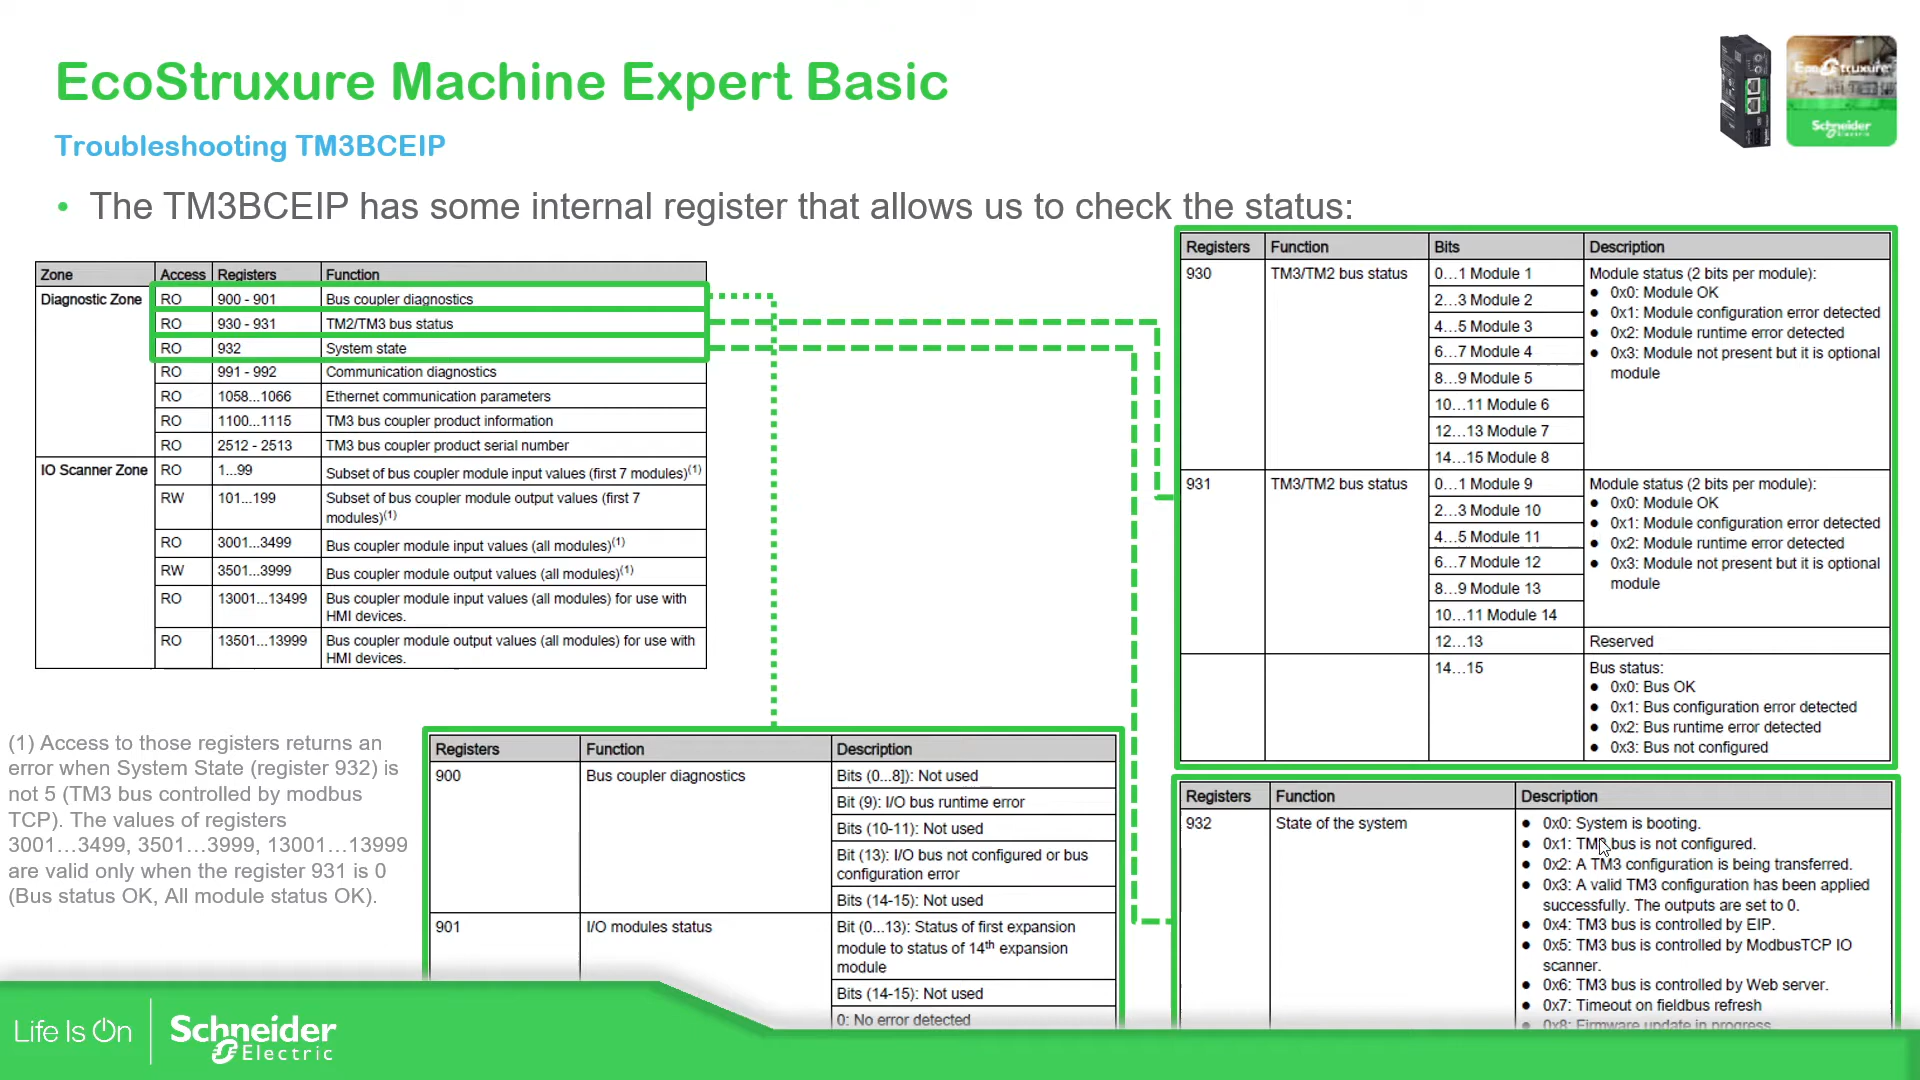 EcoStruxure Machine Expert Basic
Troubleshooting TM3BCEIP
• The TM3BCEIP has some internal register that allows us to check the status:
Zone Access Registers Function
Diagnostic Zone RO 900 - 901 Bus coupler diagnostics
RO 930 - 931 TM2/TM3 bus status
RO 932 System state
RO 991 - 992 Communication diagnostics
RO 1058...1066 Ethernet communication parameters
RO 1100...1115 TM3 bus coupler product information
RO 2512 - 2513 TM3 bus coupler product serial number
IO Scanner Zone RO 1...99 Subset of bus coupler module input values (first 7 modules)(1)
RW 101...199 Subset of bus coupler module output values (first 7
modules)(1)
RO 3001...3499 Bus coupler module input values (all modules)(1)
RW 3501...3999 Bus coupler module output values (all modules)(1)
RO 13001...13499 Bus coupler module input values (all modules) for use with
HMI devices.
RO 13501...13999 Bus coupler module output values (all modules) for use with
HMI devices.
(1) Access to those registers returns an
error when System State (register 932) is
not 5 (TM3 bus controlled by modbus
TCP). The values of registers
3001…3499, 3501…3999, 13001…13999
are valid only when the register 931 is 0
(Bus status OK, All module status OK).
Registers Function Description
900 Bus coupler diagnostics Bits (0...8]): Not used
Bit (9): I/O bus runtime error
Bits (10-11): Not used
Bit (13): I/O bus not configured or bus
configuration error
Bits (14-15): Not used
901 I/O modules status Bit (0...13): Status of first expansion
module to status of 14th expansion
module
Bits (14-15): Not used
0: No error detected
Registers Function Bits Description
930 TM3/TM2 bus status 0...1 Module 1 Module status (2 bits per module):
● 0x0: Module OK
2...3 Module 2 ● 0x1: Module configuration error detected
4...5 Module 3 ● 0x2: Module runtime error detected
6...7 Module 4 ● 0x3: Module not present but it is optional
module
8...9 Module 5
10...11 Module 6
12...13 Module 7
14...15 Module 8
931 TM3/TM2 bus status 0...1 Module 9 Module status (2 bits per module):
● 0x0: Module OK
2...3 Module 10 ● 0x1: Module configuration error detected
4...5 Module 11 ● 0x2: Module runtime error detected
6...7 Module 12 ● 0x3: Module not present but it is optional
module
8...9 Module 13
10...11 Module 14
12...13 Reserved
14...15 Bus status:
● 0x0: Bus OK
● 0x1: Bus configuration error detected
● 0x2: Bus runtime error detected
● 0x3: Bus not configured
Registers Function Description
932 State of the system ● 0x0: System is booting.
● 0x1: TM3 bus is not configured.
● 0x2: A TM3 configuration is being transferred.
● 0x3: A valid TM3 configuration has been applied
successfully. The outputs are set to 0.
● 0x4: TM3 bus is controlled by EIP.
● 0x5: TM3 bus is controlled by ModbusTCP IO
scanner.
● 0x6: TM3 bus is controlled by Web server.
● 0x7: Timeout on fieldbus refresh
● 0x8: Firmware update in progress
EcoStruxure
Schneider
Electric
Life Is On
Schneider
Electric